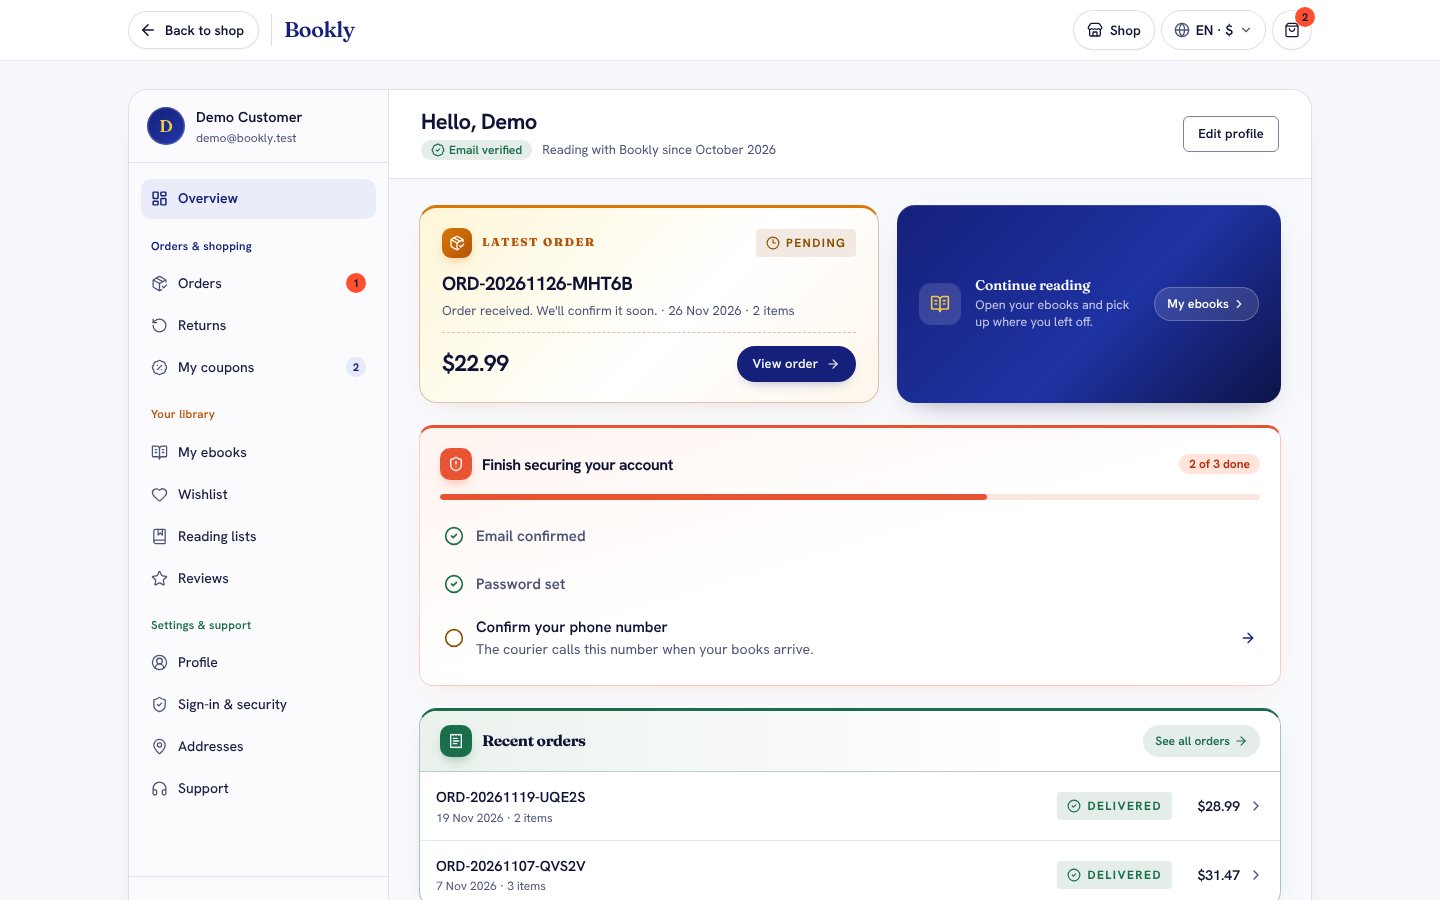 Back to shop
Bookly
Shop
EN · $
2
D
Demo Customer
demo@bookly.test
Overview
Orders & shopping
Orders
1
Returns
My coupons
2
Your library
My ebooks
Wishlist
Reading lists
Reviews
Settings & support
Profile
Sign-in & security
Addresses
Support
Hello, Demo
Email verified
Reading with Bookly since October 2026
Edit profile
LATEST ORDER
PENDING
ORD-20261126-MHT6B
Order received. We'll confirm it soon. · 26 Nov 2026 · 2 items
$22.99
View order
Continue reading
Open your ebooks and pick
up where you left off.
My ebooks
Finish securing your account
2 of 3 done
Email confirmed
Password set
Confirm your phone number
The courier calls this number when your books arrive.
Recent orders
See all orders
ORD-20261119-UQE2S
19 Nov 2026 · 2 items
DELIVERED
$28.99
ORD-20261107-QVS2V
7 Nov 2026 · 3 items
DELIVERED
$31.47